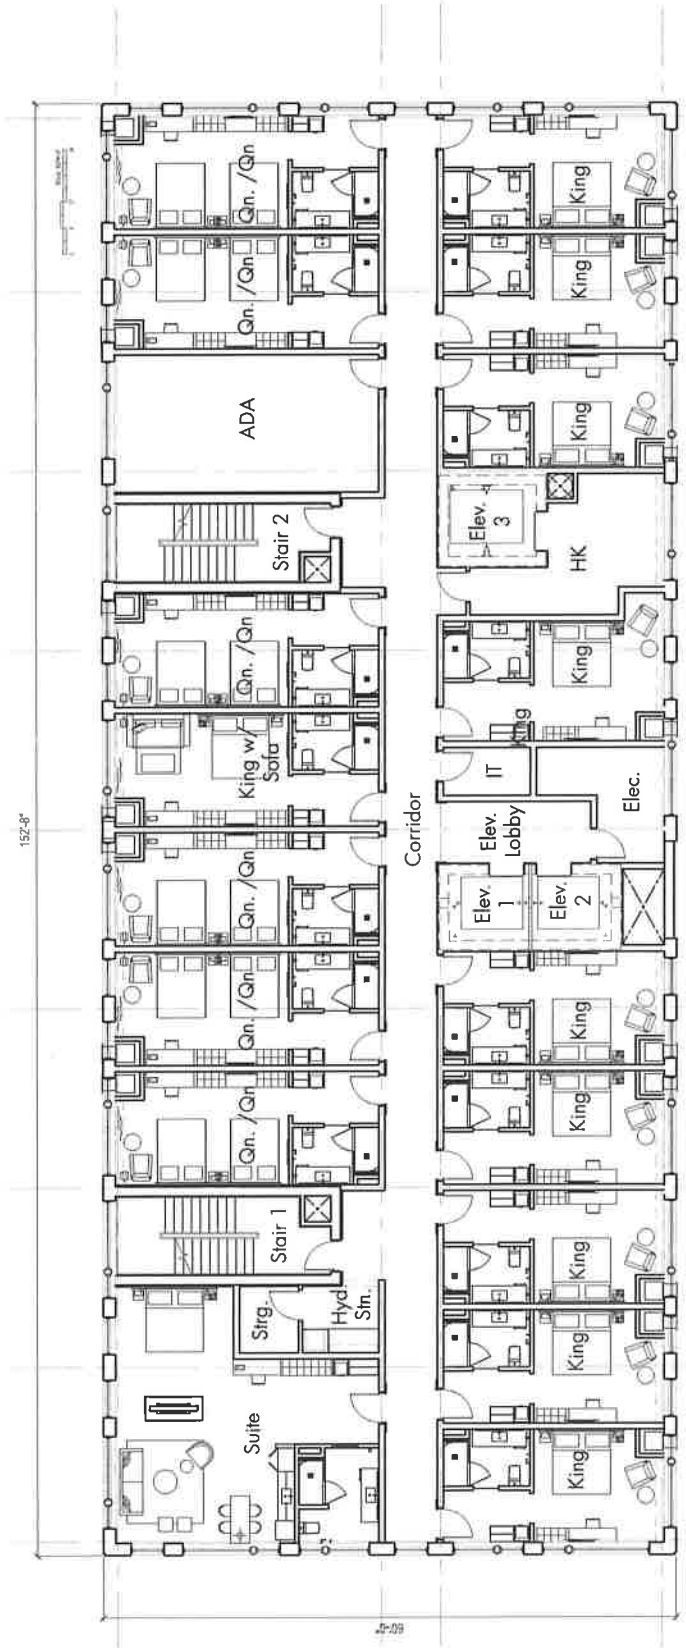 Qn. /Qn
King
Qn. /Qn
King
ADA
King
Elev.
3
Stair 2
HK
Qn. /Qn
King
King
King w/
Sofa
IT
Elec.
152'-8"
Corridor
Elev.
Lobby
Qn. /Qn
Elev.
1
Elev.
2
Qn. /Qn
King
Qn. /Qn
King
Stair 1
King
Strg.
Hyd.
Stn.
King
Suite
King
60'-0"